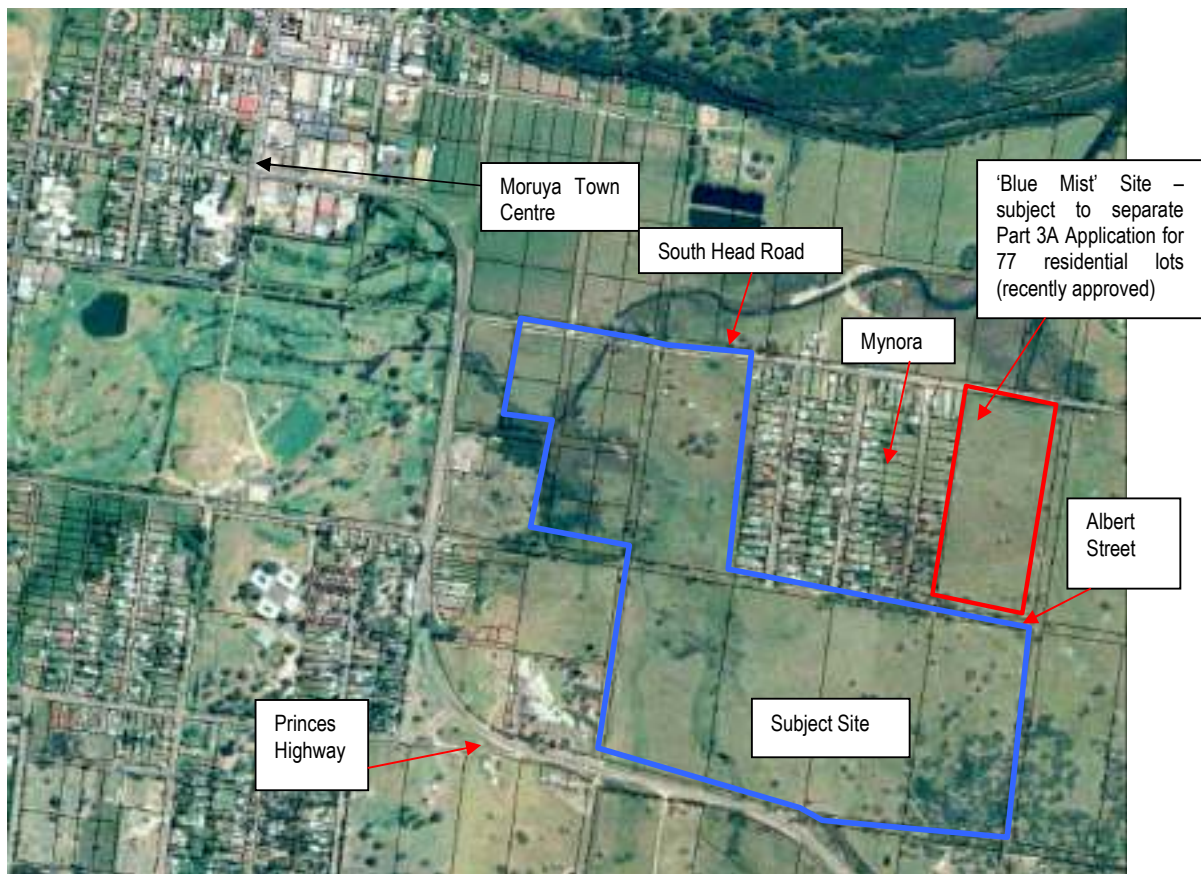 Moruya Town
Centre
South Head Road
'Blue Mist' Site –
subject to separate
Part 3A Application for
77 residential lots
(recently approved)
Mynora
Albert
Street
Princes
Highway
Subject Site